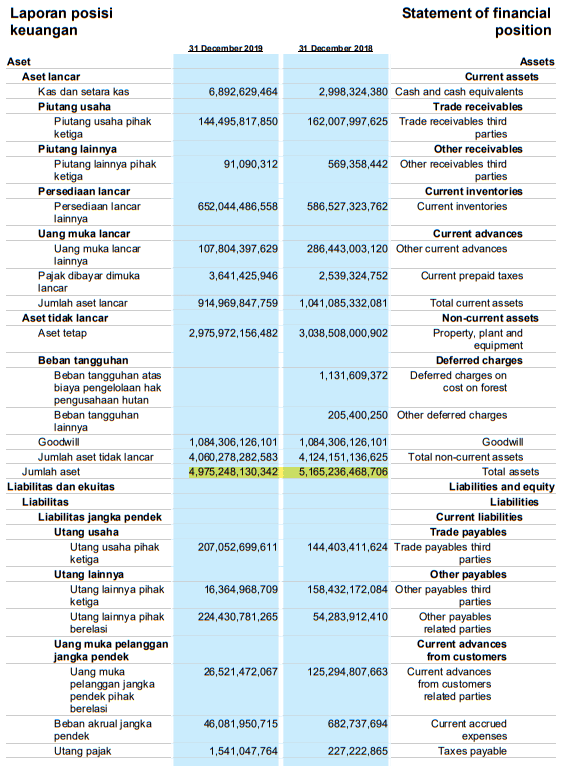 Laporan posisi keuangan Statement of financial position
31 December 2019 31 December 2018
Aset Assets
Aset lancar Current assets
Kas dan setara kas 6,892,629,464 2,998,324,380 Cash and cash equivalents
Piutang usaha Trade receivables
Piutang usaha pihak ketiga 144,495,817,850 162,007,997,625 Trade receivables third parties
Piutang lainnya Other receivables
Piutang lainnya pihak ketiga 91,090,312 569,358,442 Other receivables third parties
Persediaan lancar Current inventories
Persediaan lancar lainnya 652,044,486,558 586,527,323,762 Current inventories
Uang muka lancar Current advances
Uang muka lancar lainnya 107,804,397,629 286,443,003,120 Other current advances
Pajak dibayar dimuka lancar 3,641,425,946 2,539,324,752 Current prepaid taxes
Jumlah aset lancar 914,969,847,759 1,041,085,332,081 Total current assets
Aset tidak lancar Non-current assets
Aset tetap 2,975,972,156,482 3,038,508,000,902 Property, plant and equipment
Beban tangguhan Deferred charges
Beban tangguhan atas biaya pengelolaan hak pengusahaan hutan 1,131,609,372 Deferred charges on cost on forest
Beban tangguhan lainnya 205,400,250 Other deferred charges
Goodwill 1,084,306,126,101 1,084,306,126,101 Goodwill
Jumlah aset tidak lancar 4,060,278,282,583 4,124,151,136,625 Total non-current assets
Jumlah aset 4,975,248,130,342 5,165,236,468,706 Total assets
Liabilitas dan ekuitas Liabilities and equity
Liabilitas Liabilities
Liabilitas jangka pendek Current liabilities
Utang usaha Trade payables
Utang usaha pihak ketiga 207,052,699,611 144,403,411,624 Trade payables third parties
Utang lainnya Other payables
Utang lainnya pihak ketiga 16,364,968,709 158,432,172,084 Other payables third parties
Utang lainnya pihak berelasi 224,430,781,265 54,283,912,410 Other payables related parties
Uang muka pelanggan jangka pendek Current advances from customers
Uang muka pelanggan jangka pendek pihak berelasi 26,521,472,067 125,294,807,663 Current advances from customers related parties
Beban akrual jangka pendek 46,081,950,715 682,737,694 Current accrued expenses
Utang pajak 1,541,047,764 227,222,865 Taxes payable